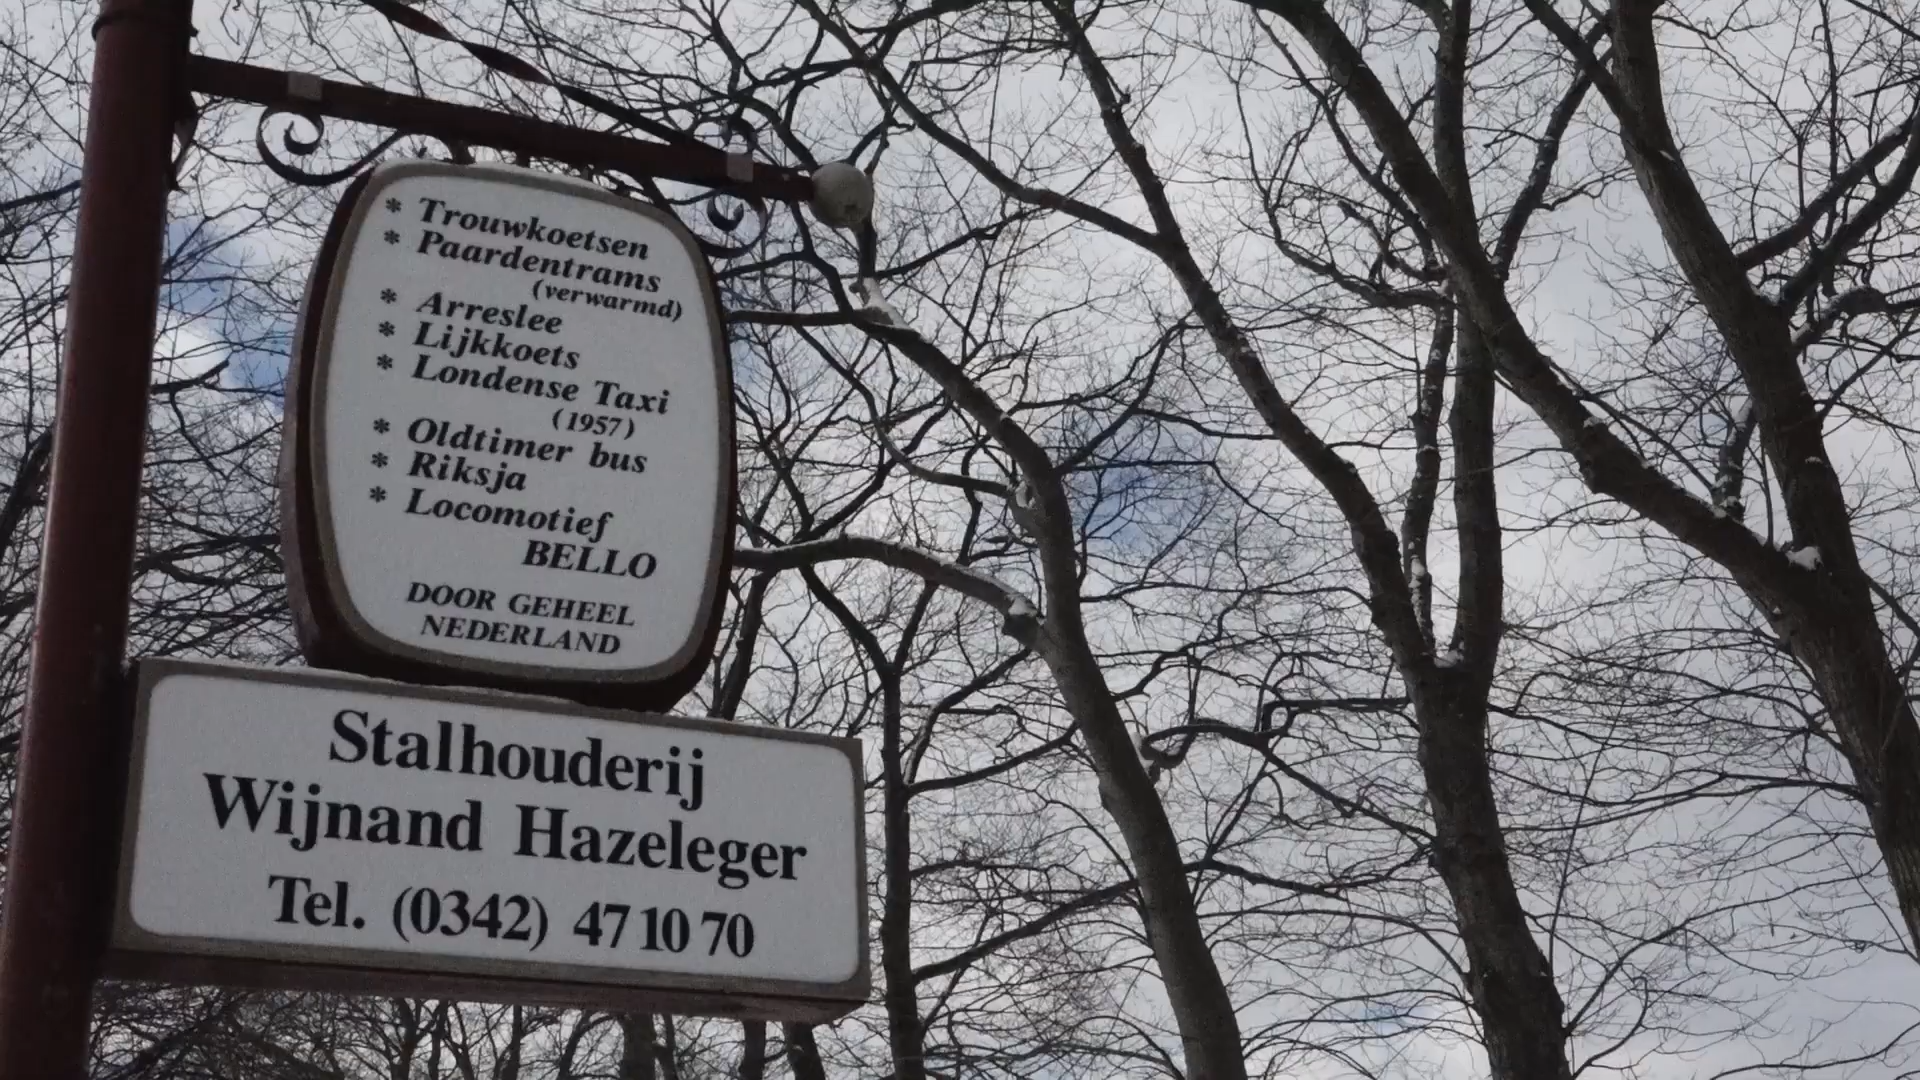 * Trouwkoetsen
* Paardentrams
(verwarmd)
* Arreslee
* Lijkkoets
* Londense Taxi
(1957)
* Oldtimer bus
* Riksja
* Locomotief
BELLO
DOOR GEHEEL
NEDERLAND
Stalhouderij
Wijnand Hazeleger
Tel. (0342) 47 10 70